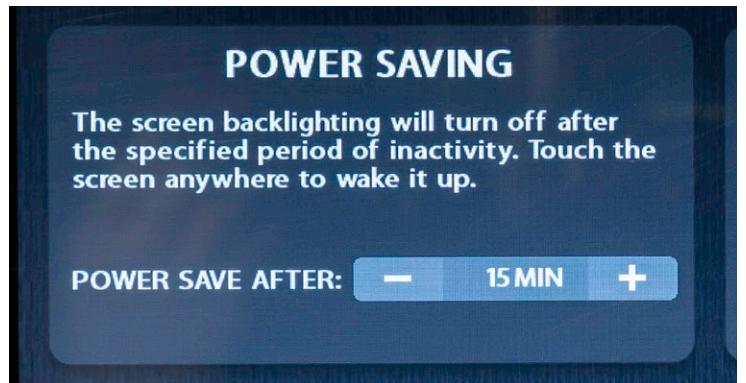 POWER SAVING
The screen backlighting will turn off after
the specified period of inactivity. Touch the
screen anywhere to wake it up.
POWER SAVE AFTER: − 15 MIN +